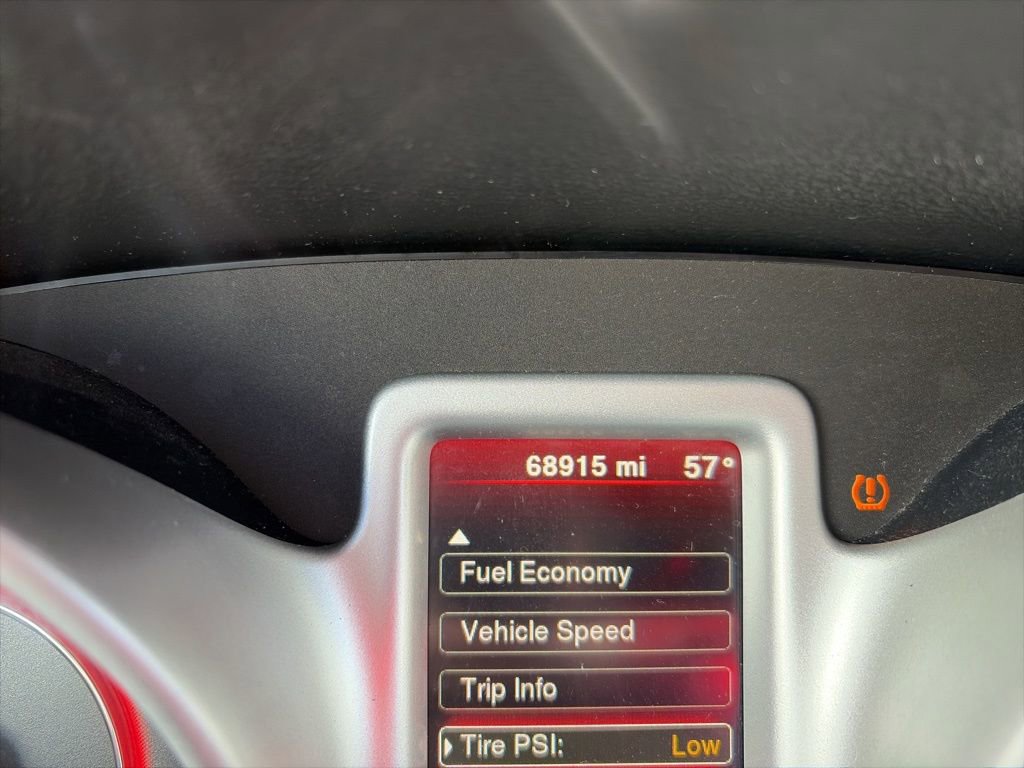 68915 mi 57°
Fuel Economy
Vehicle Speed
Trip Info
Tire PSI: Low